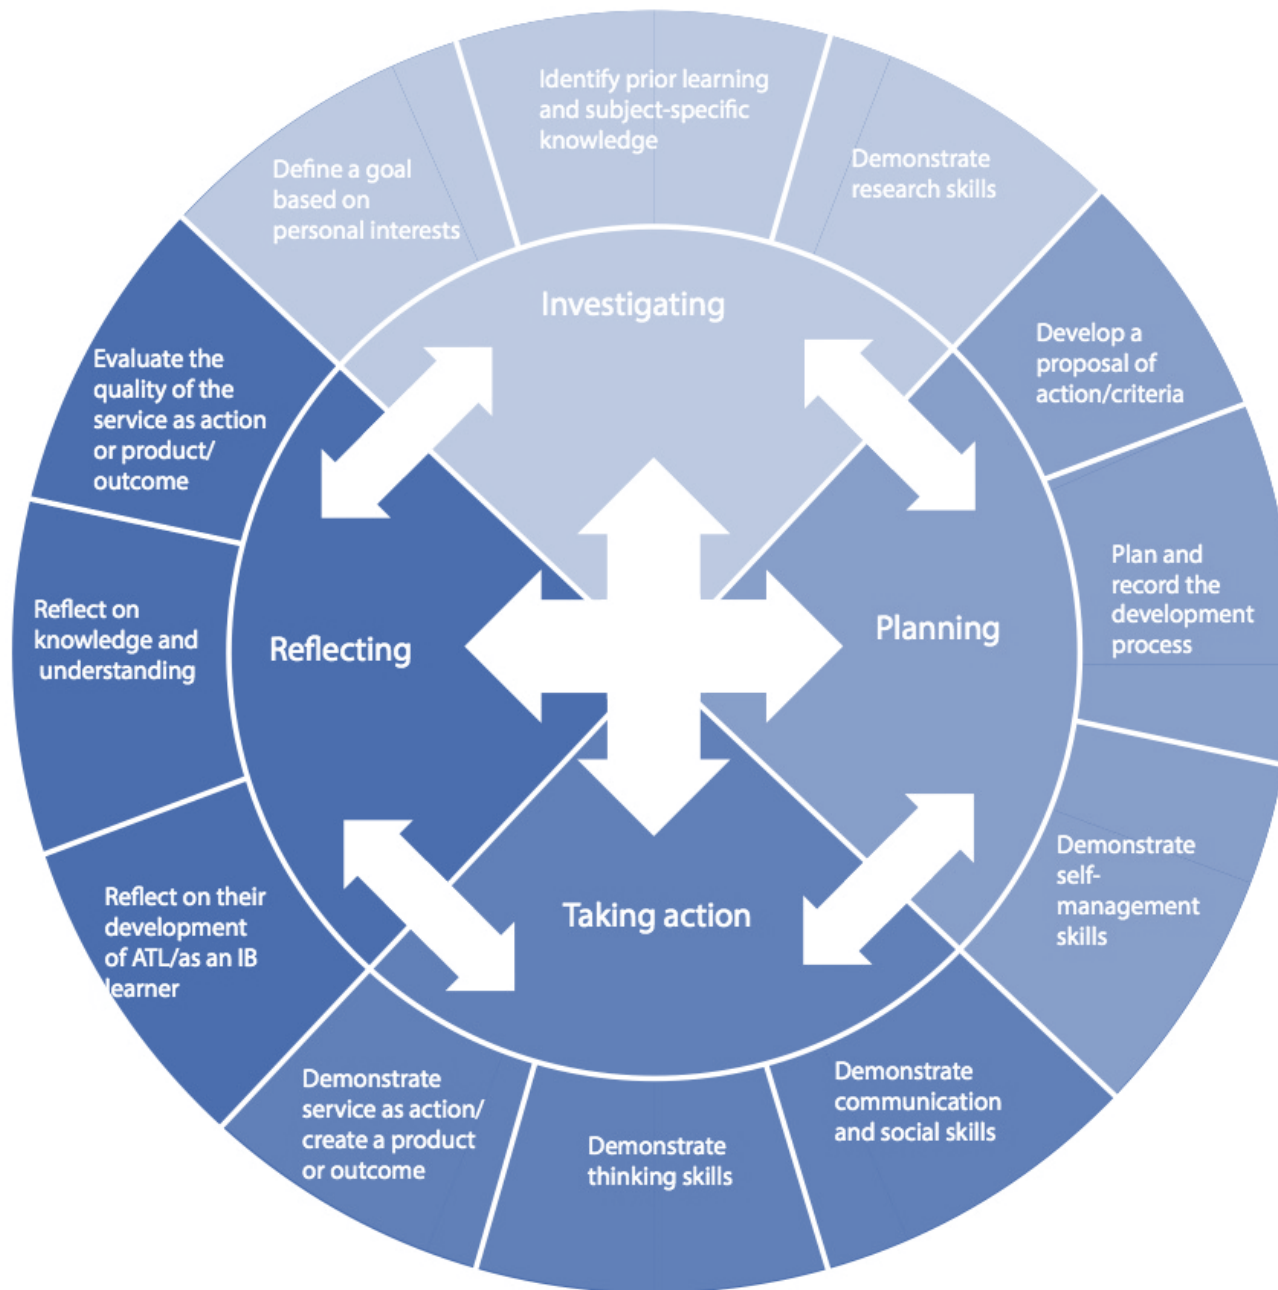 Identify prior learning
and subject-specific
knowledge
Define a goal
based on
personal interests
Demonstrate
research skills
Investigating
Develop a
proposal of
action/criteria
Evaluate the
quality of the
service as action
or product/
outcome
Plan and
record the
development
process
Reflect on
knowledge and
understanding
Reflecting
Planning
Demonstrate
self-
management
skills
Reflect on their
development
of ATL/as an IB
learner
Taking action
Demonstrate
service as action/
create a product
or outcome
Demonstrate
thinking skills
Demonstrate
communication
and social skills